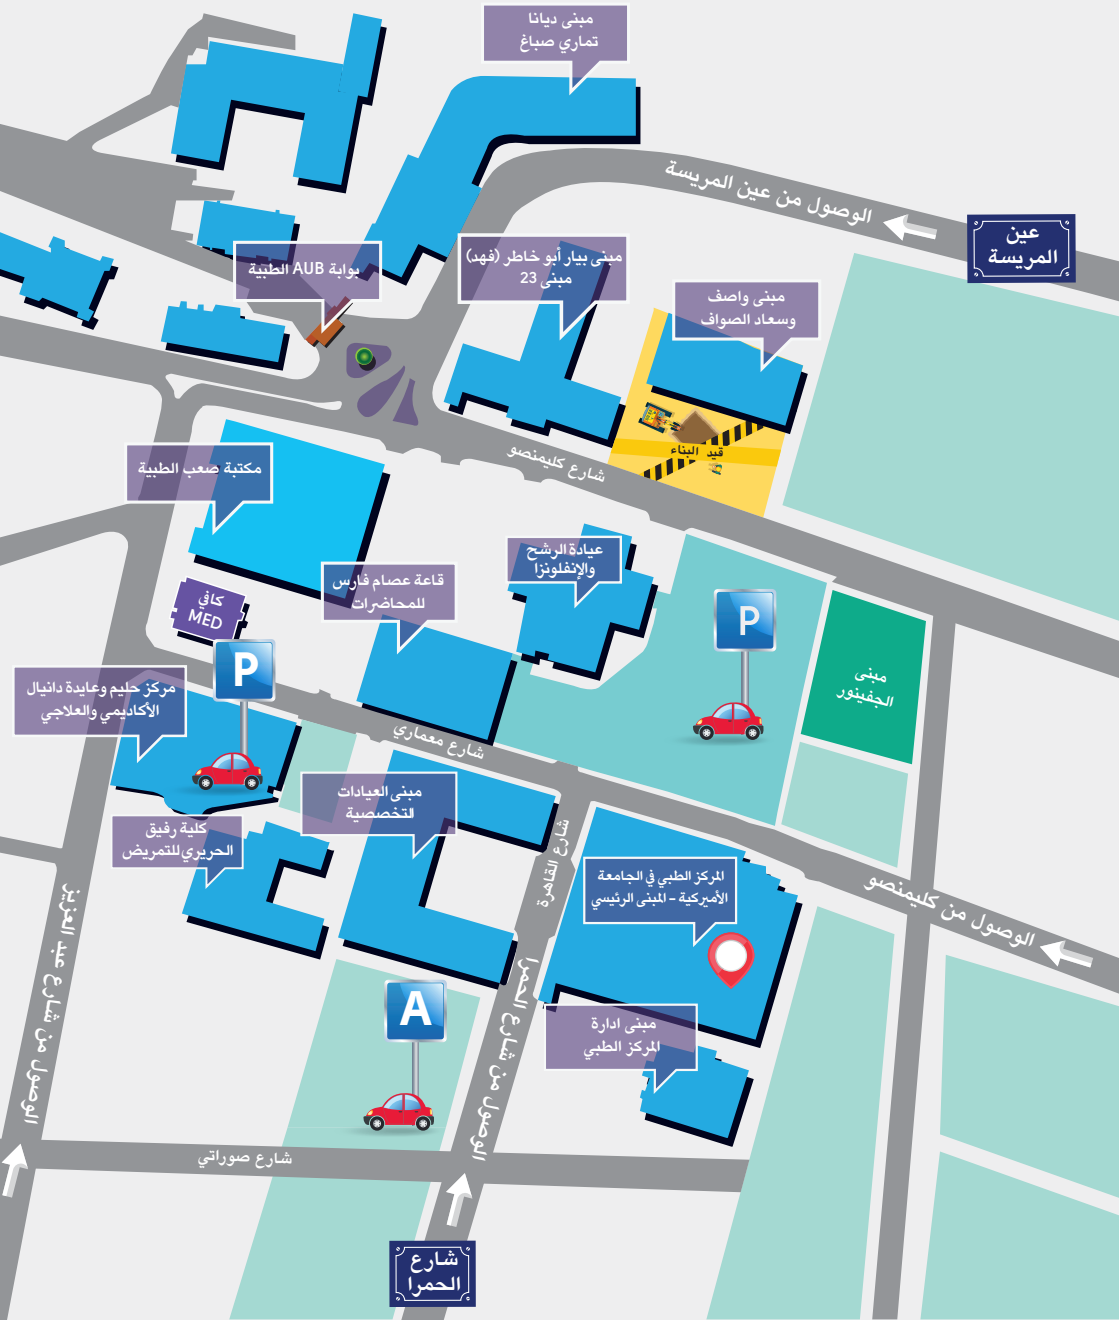 مبنى ديانا
تماري صباغ
الوصول من عين المريسة
عين
المريسة
بوابة AUB الطبية
مبنى بيار أبو خاطر (فهد)
مبنى 23
مبنى واصف
وسعاد الصواف
قيد البناء
شارع كليمنصو
مكتبة صعب الطبية
عيادة الرشح
والإنفلونزا
قاعة عصام فارس
للمحاضرات
كافي
MED
P
P
مبنى
الجفينور
مركز حليم وعايدة دانيال
الأكاديمي والعلاجي
شارع معماري
مبنى العيادات
التخصصية
كلية رفيق
الحريري للتمريض
شارع القاهرة
المركز الطبي في الجامعة
الأميركية - المبنى الرئيسي
الوصول من كليمنصو
الوصول من شارع عبد العزيز
الوصول من شارع الحمرا
A
مبنى ادارة
المركز الطبي
شارع صوراتي
شارع
الحمرا